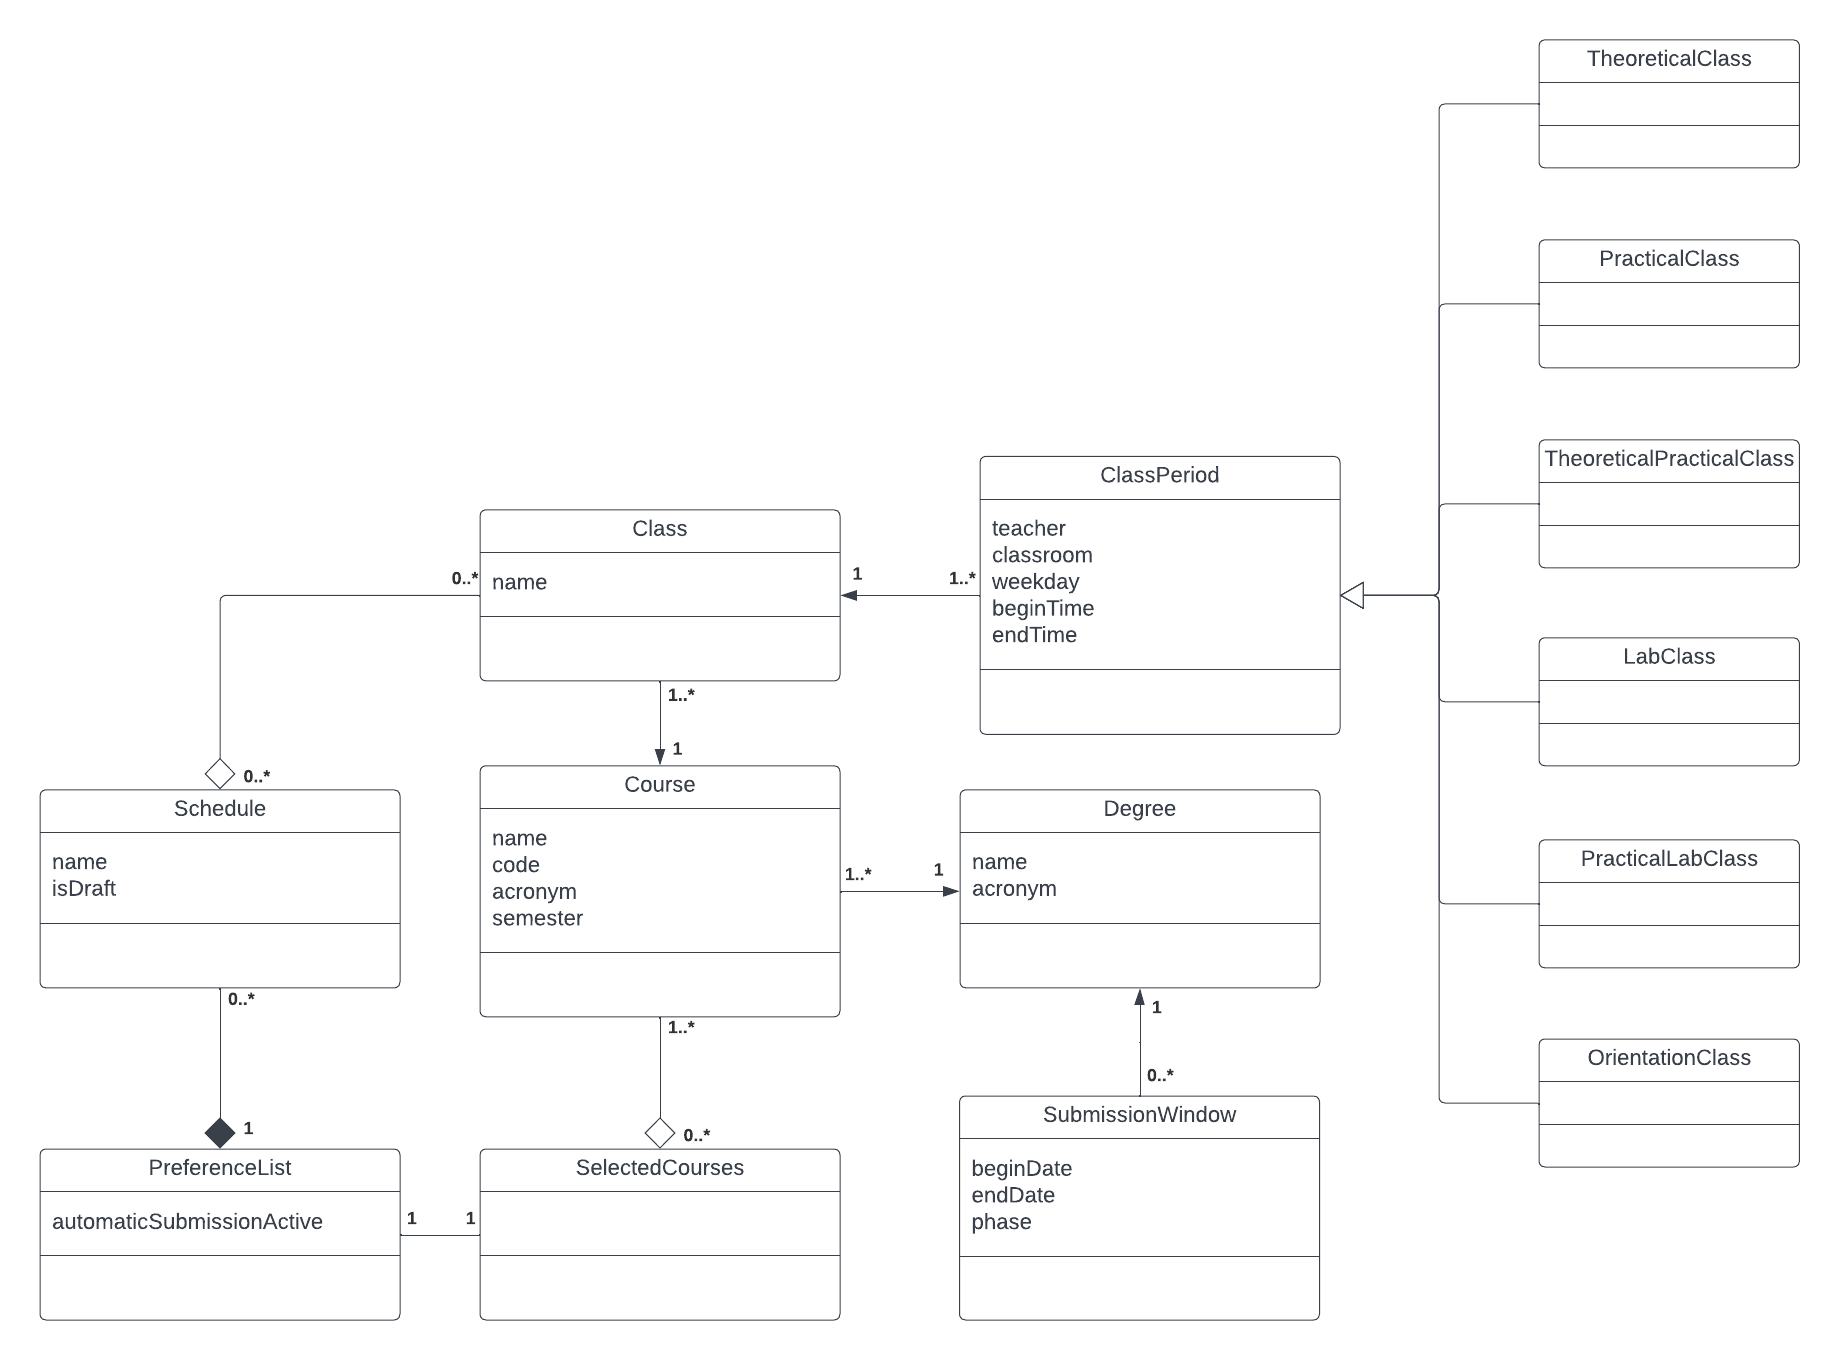 TheoreticalClass
PracticalClass
TheoreticalPracticalClass
ClassPeriod
teacher
classroom
weekday
beginTime
endTime
Class
name
0..*
1
1..*
LabClass
1..*
1
0..*
Schedule
name
isDraft
Course
name
code
acronym
semester
1..*
1
Degree
name
acronym
PracticalLabClass
0..*
1..*
1
0..*
OrientationClass
1
0..*
SubmissionWindow
beginDate
endDate
phase
PreferenceList
automaticSubmissionActive
1
1
SelectedCourses